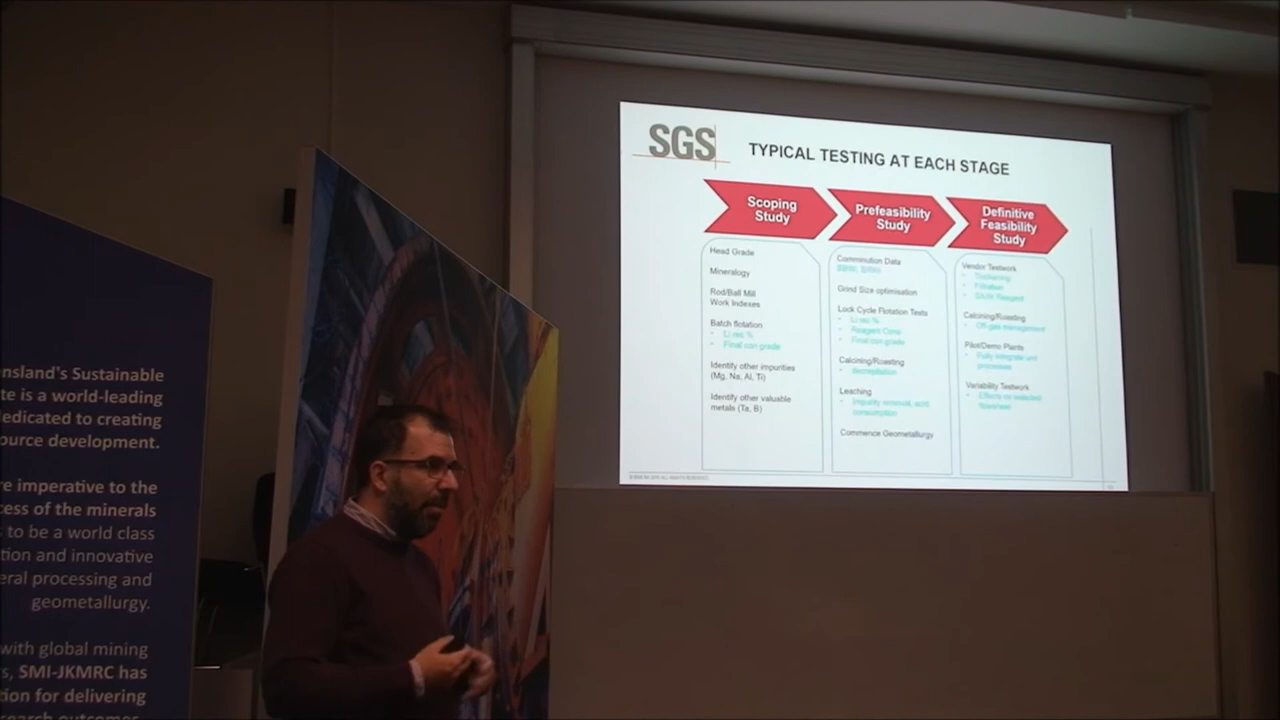 ensland's Sustainable
te is a world-leading
edicated to creating
ource development.
re imperative to the
cess of the minerals
to be a world class
tion and innovative
eral processing and
geometallurgy.
with global mining
s, SMI-JKMRC has
tion for delivering
search outcomes
SGS
TYPICAL TESTING AT EACH STAGE
Scoping
Study
Head Grade
Mineralogy
Rod/Ball Mill
Work Indexes
Batch flotation
Li rec %
Final con grade
Identify other impurities
(Mg, Na, Al, Ti)
Identify other valuable
metals (Ta, B)
Prefeasibility
Study
Comminution Data
Grind Size optimisation
Lock Cycle Flotation Tests
Li rec %
Reagent Cons
Final con grade
Calcining/Roasting
decrepitation
Leaching
Impurity removal, acid
consumption
Commence Geometallurgy
Definitive
Feasibility
Study
Vendor Testwork
Thickening
Filtration
SX/IX Reagent
Calcining/Roasting
Off-gas management
Pilot/Demo Plants
Fully integrate unit
processes
Variability Testwork
Effects on selected
flowsheet